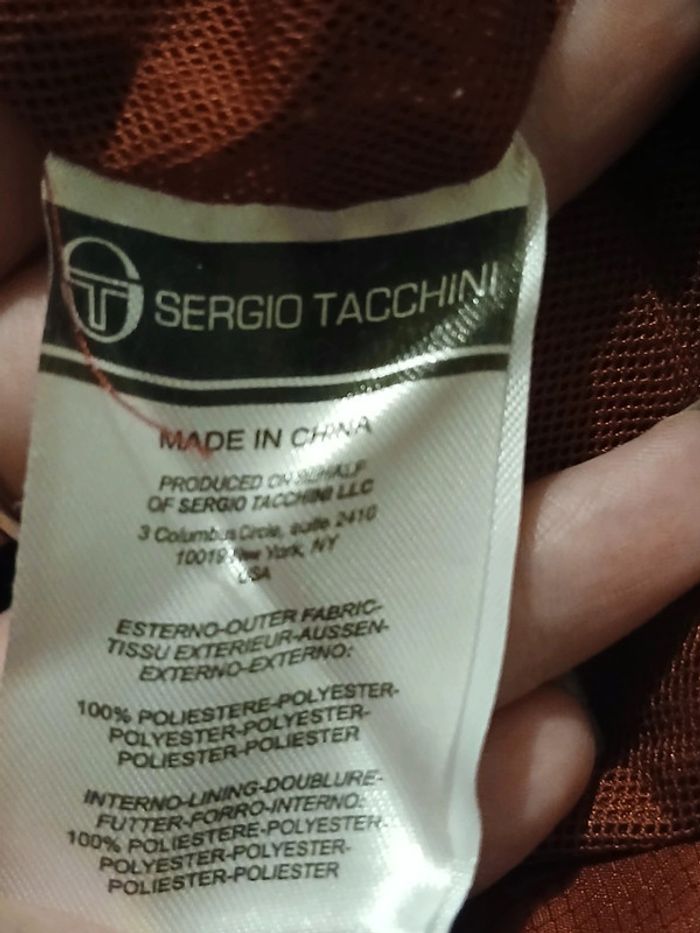 SERGIO TACCHINI
MADE IN CHINA
PRODUCED ON BEHALF
OF SERGIO TACCHINI LLC
3 Columbus Circle, suite 2410
10019 New York, NY
USA
ESTERNO-OUTER FABRIC-
TISSU EXTERIEUR-AUSSEN-
EXTERNO-EXTERNO:
100% POLIESTERE-POLYESTER-
POLYESTER-POLYESTER-
POLIESTER-POLIESTER
INTERNO-LINING-DOUBLURE-
FUTTER-FORRO-INTERNO:
100% POLIESTERE-POLYESTER-
POLYESTER-POLYESTER-
POLIESTER-POLIESTER